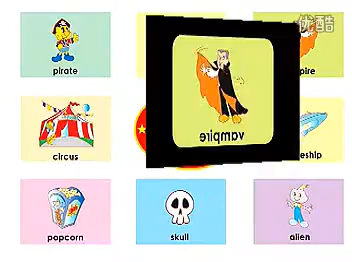 优酷
pirate
pire
vampire
circus
eship
popcorn
skull
alien